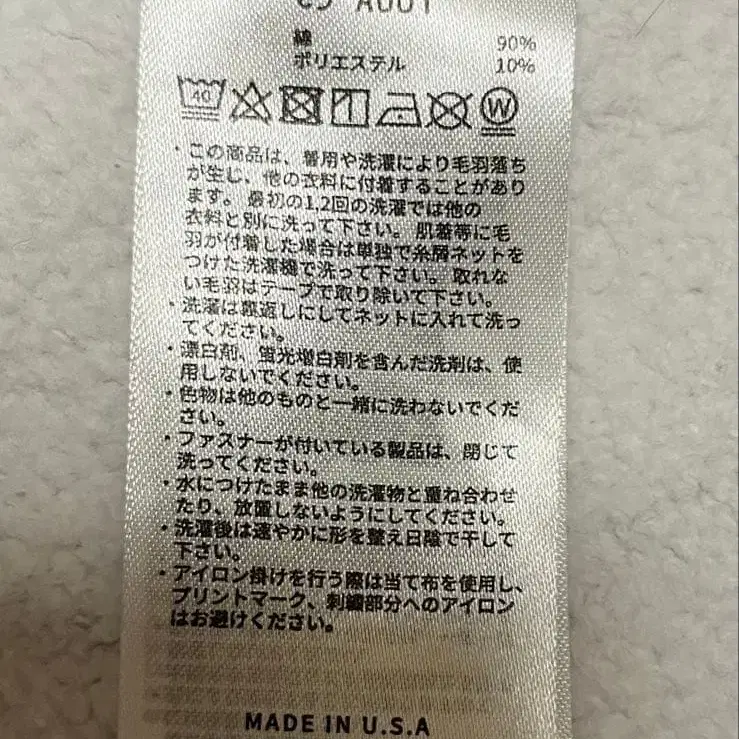 C5-A001
綿 90%
ポリエステル 10%
40 W
・この商品は、着用や洗濯により毛羽落ち
が生じ、他の衣料に付着することがあり
ます。最初の1.2回の洗濯では他の
衣料と別に洗って下さい。肌着等に毛
羽が付着した場合は単独で糸屑ネットを
つけた洗濯機で洗って下さい。取れな
い毛羽はテープで取り除いて下さい。
・洗濯は裏返しにしてネットに入れて洗っ
てください。
・漂白剤、蛍光増白剤を含んだ洗剤は、使
用しないでください。
・色物は他のものと一緒に洗わないでくだ
さい。
・ファスナーが付いている製品は、閉じて
洗ってください。
・水につけたまま他の洗濯物と重ね合わせ
たり、放置しないようにしてください。
・洗濯後は速やかに形を整え日陰で干して
下さい。
・アイロン掛けを行う際は当て布を使用し、
プリントマーク、刺繍部分へのアイロン
はお避けください。
MADE IN U.S.A